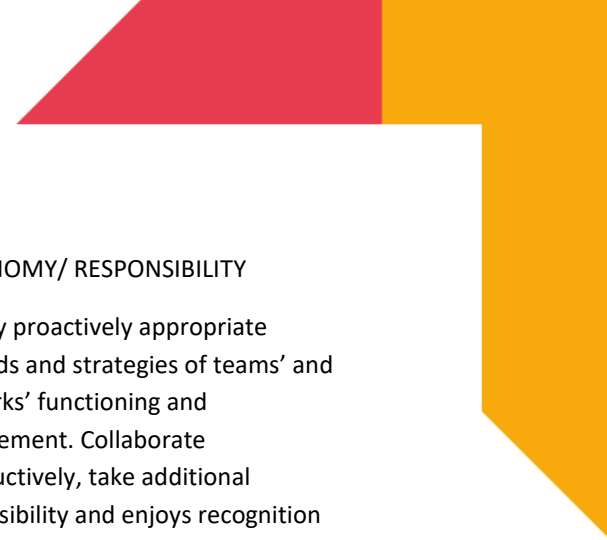 NOMY/ RESPONSIBILITY
y proactively appropriate
ds and strategies of teams’ and
rks’ functioning and
ement. Collaborate
uctively, take additional
sibility and enjoys recognition